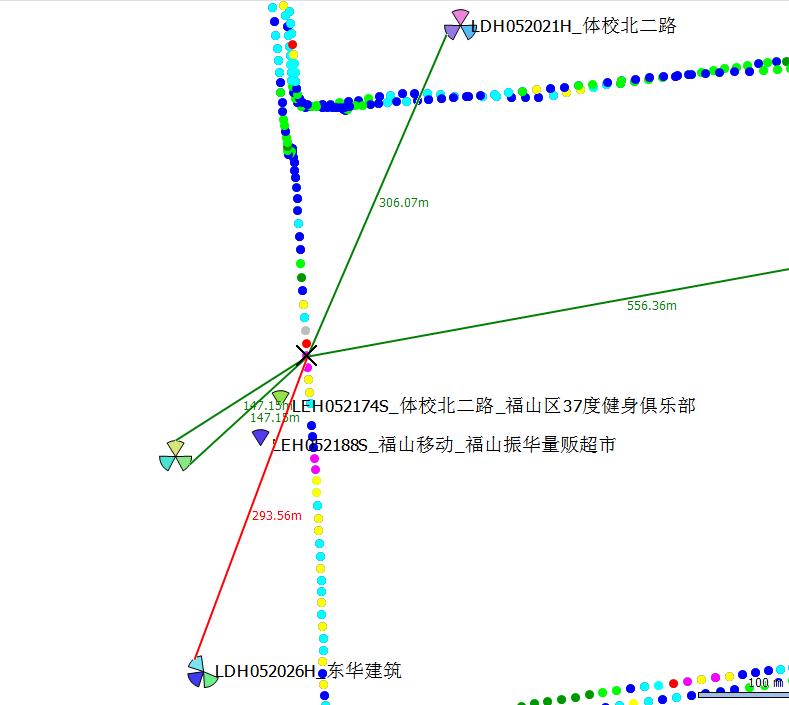 LDH052021H_体校北二路
306.07m
556.36m
147.15m
LEH052174S_体校北二路_福山区37度健身俱乐部
147.15m
LEH052188S_福山移动_福山振华量贩超市
293.56m
LDH052026H_东华建筑
100 m